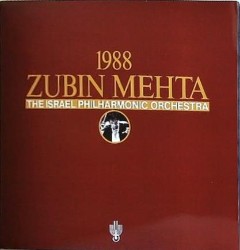 1988
ZUBIN MEHTA
THE ISRAEL PHILHARMONIC ORCHESTRA